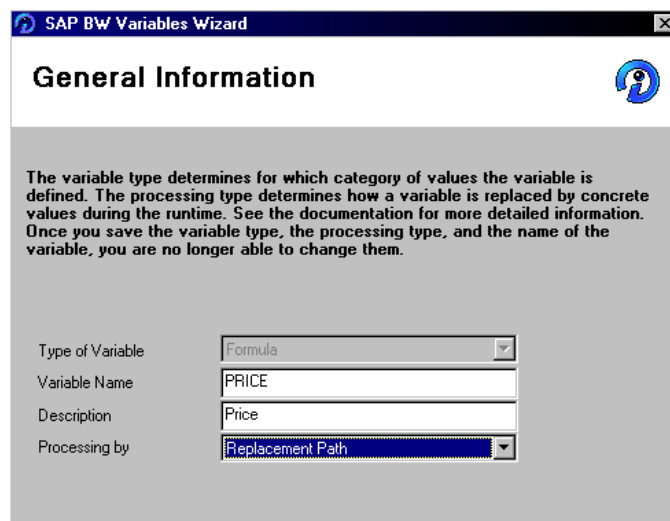 SAP BW Variables Wizard
General Information
The variable type determines for which category of values the variable is
defined. The processing type determines how a variable is replaced by concrete
values during the runtime. See the documentation for more detailed information.
Once you save the variable type, the processing type, and the name of the
variable, you are no longer able to change them.
Type of Variable Formula
Variable Name PRICE
Description Price
Processing by Replacement Path